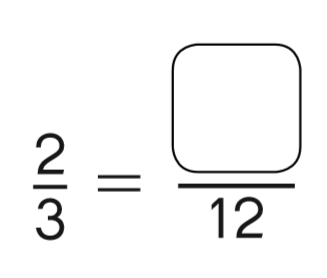 2/3 = □/12